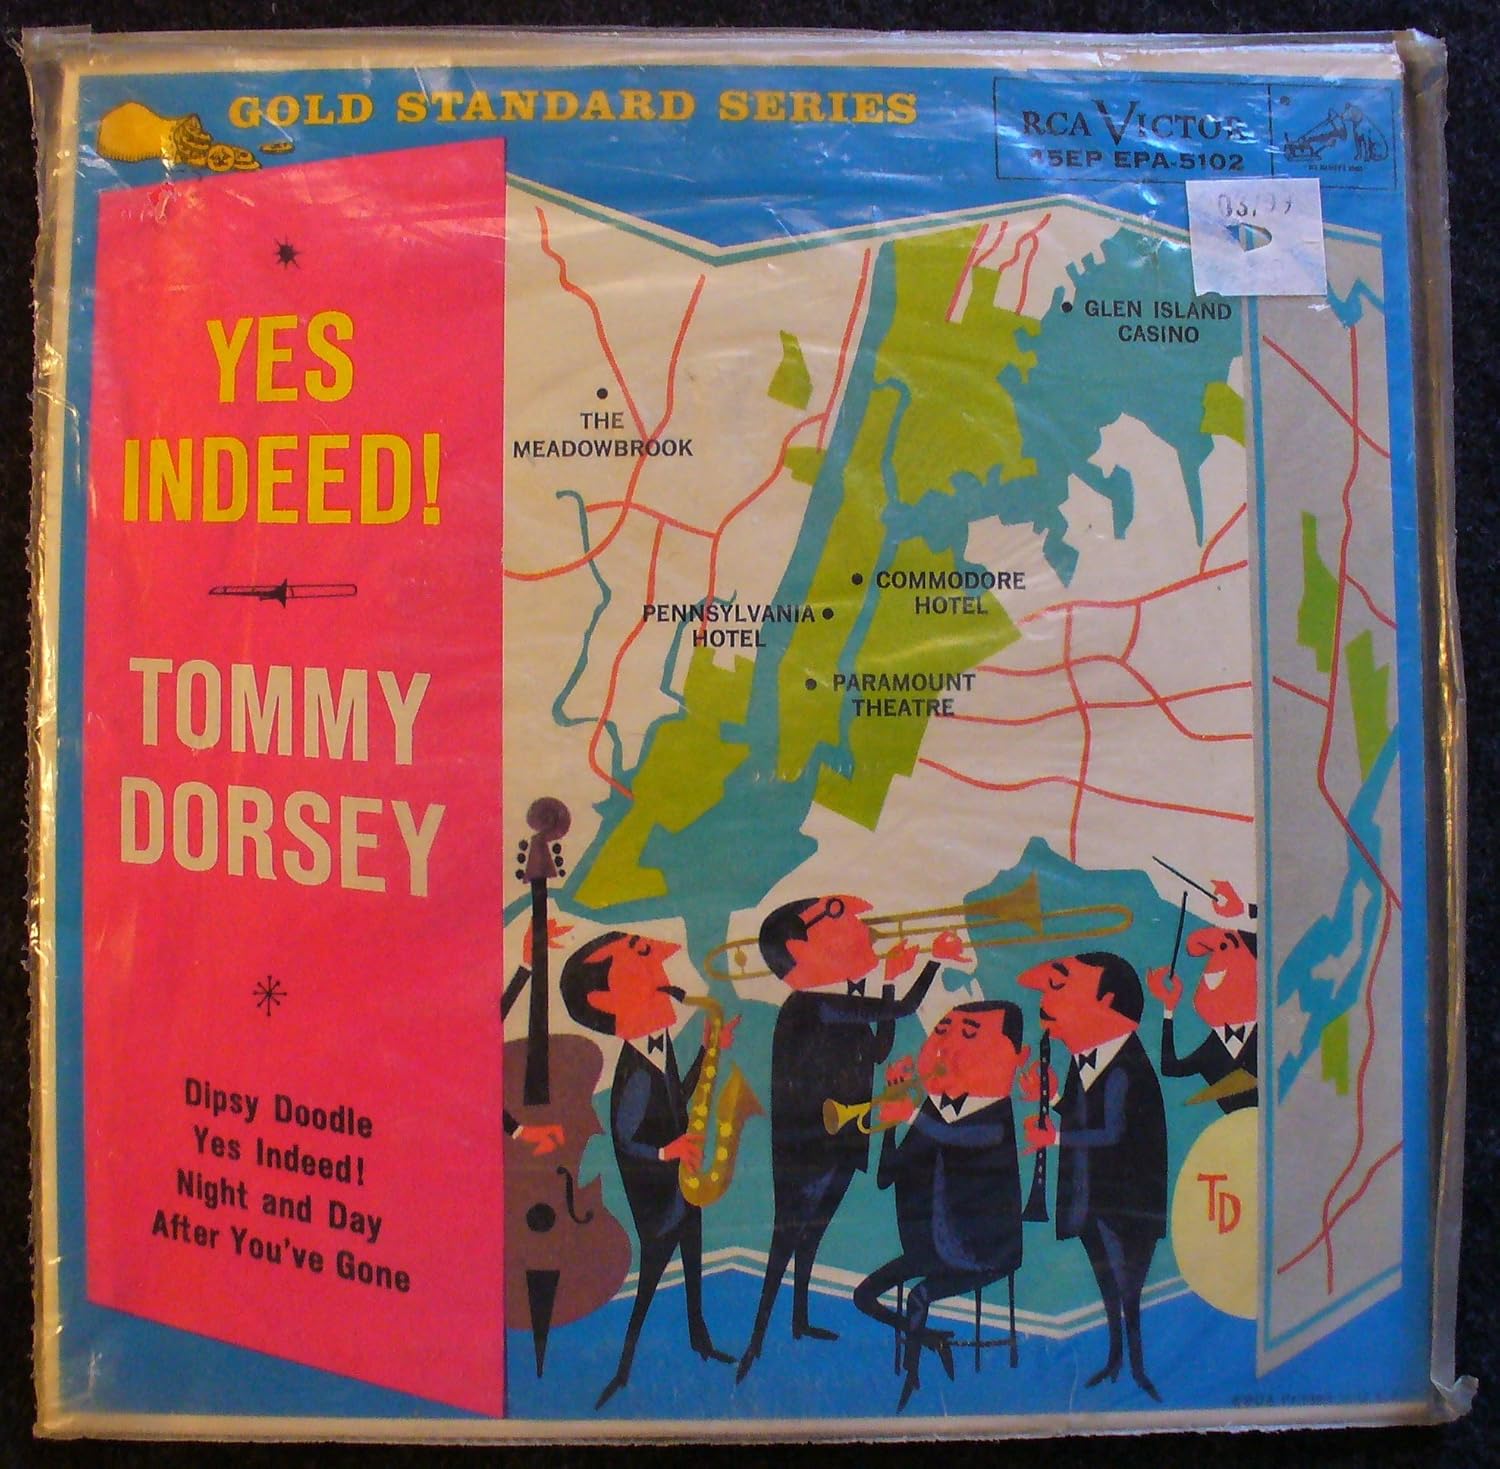 GOLD STANDARD SERIES
RCA VICTOR
45EP EPA-5102
YES
INDEED!
TOMMY
DORSEY
Dipsy Doodle
Yes Indeed!
Night and Day
After You've Gone
GLEN ISLAND
CASINO
THE
MEADOWBROOK
COMMODORE
HOTEL
PENNSYLVANIA
HOTEL
PARAMOUNT
THEATRE
TD